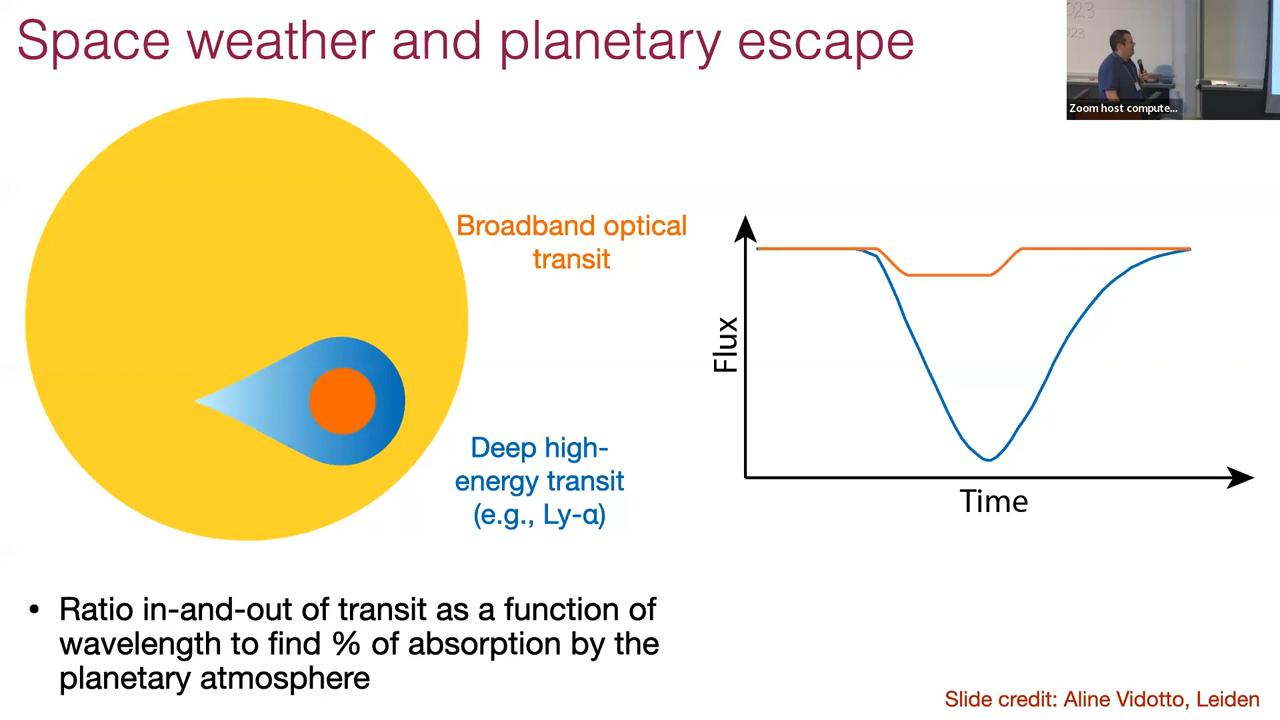 Space weather and planetary escape
2023
023
Zoom host compute...
Broadband optical
transit
Deep high-
energy transit
(e.g., Ly-α)
Flux
Time
• Ratio in-and-out of transit as a function of
wavelength to find % of absorption by the
planetary atmosphere
Slide credit: Aline Vidotto, Leiden